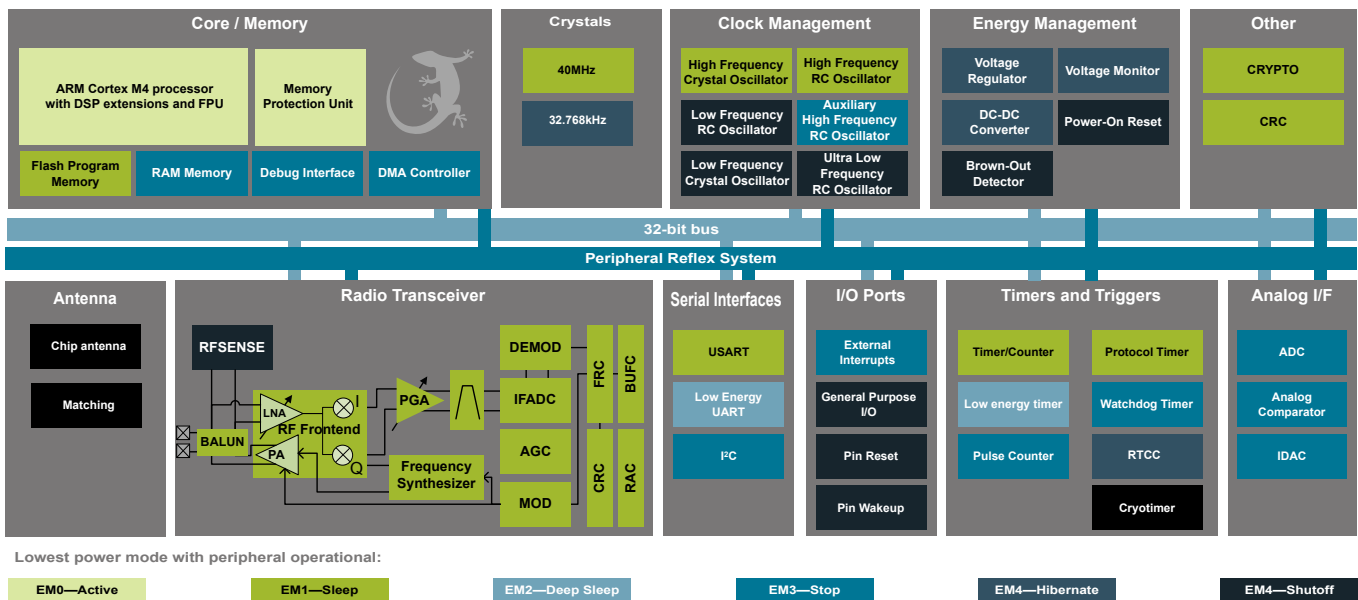 Core / Memory
ARM Cortex M4 processor
with DSP extensions and FPU
Memory
Protection Unit
Flash Program
Memory
RAM Memory
Debug Interface
DMA Controller
Crystals
40MHz
32.768kHz
Clock Management
High Frequency
Crystal Oscillator
High Frequency
RC Oscillator
Low Frequency
RC Oscillator
Auxiliary
High Frequency
RC Oscillator
Low Frequency
Crystal Oscillator
Ultra Low
Frequency
RC Oscillator
Energy Management
Voltage
Regulator
Voltage Monitor
DC-DC
Converter
Power-On Reset
Brown-Out
Detector
Other
CRYPTO
CRC
32-bit bus
Peripheral Reflex System
Antenna
Chip antenna
Matching
Radio Transceiver
RFSENSE
LNA
RF Frontend
I
PA
Q
BALUN
PGA
Frequency
Synthesizer
DEMOD
IFADC
AGC
MOD
FRC
BUFC
CRC
RAC
Serial Interfaces
USART
Low Energy
UART
I²C
I/O Ports
External
Interrupts
General Purpose
I/O
Pin Reset
Pin Wakeup
Timers and Triggers
Timer/Counter
Protocol Timer
Low energy timer
Watchdog Timer
Pulse Counter
RTCC
Cryotimer
Analog I/F
ADC
Analog
Comparator
IDAC
Lowest power mode with peripheral operational:
EM0—Active
EM1—Sleep
EM2—Deep Sleep
EM3—Stop
EM4—Hibernate
EM4—Shutoff